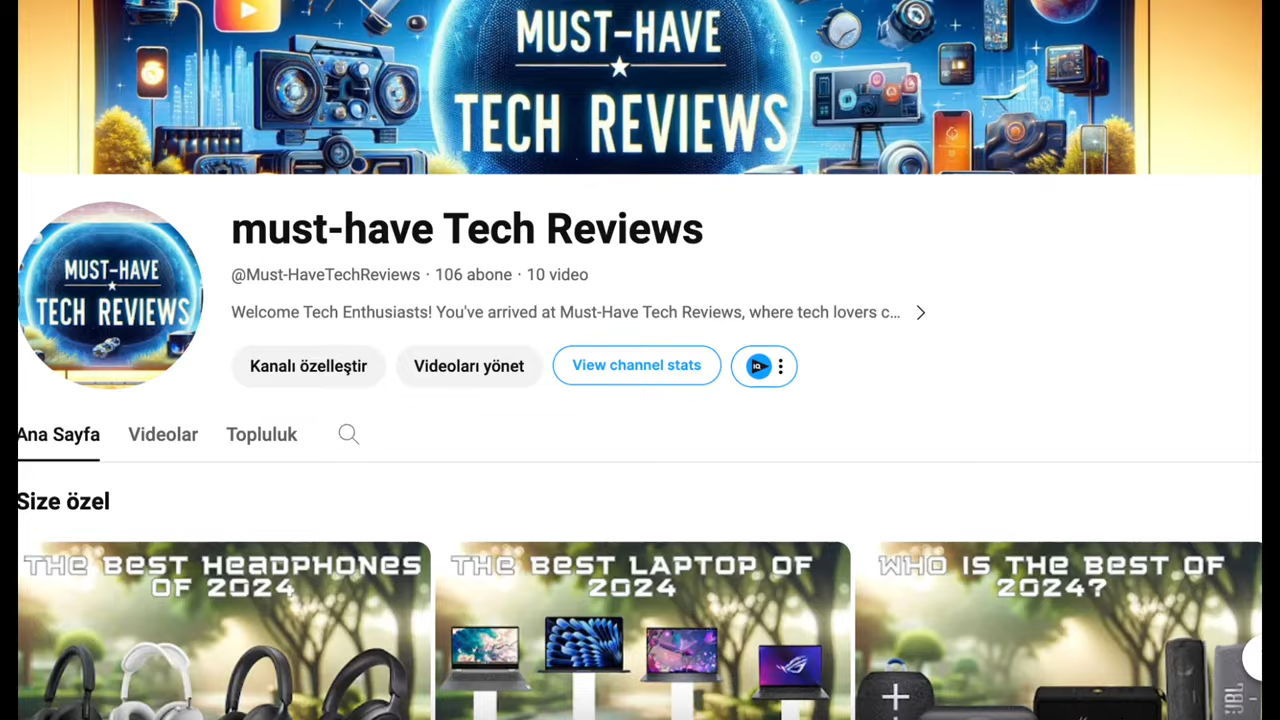 MUST-HAVE
TECH REVIEWS
MUST-HAVE
TECH REVIEWS
must-have Tech Reviews
@Must-HaveTechReviews · 106 abone · 10 video
Welcome Tech Enthusiasts! You've arrived at Must-Have Tech Reviews, where tech lovers c...
Kanalı özelleştir
Videoları yönet
View channel stats
IQ
Ana Sayfa
Videolar
Topluluk
Size özel
THE BEST HEADPHONES
OF 2024
THE BEST LAPTOP OF
2024
WHO IS THE BEST OF
2024?
JBL